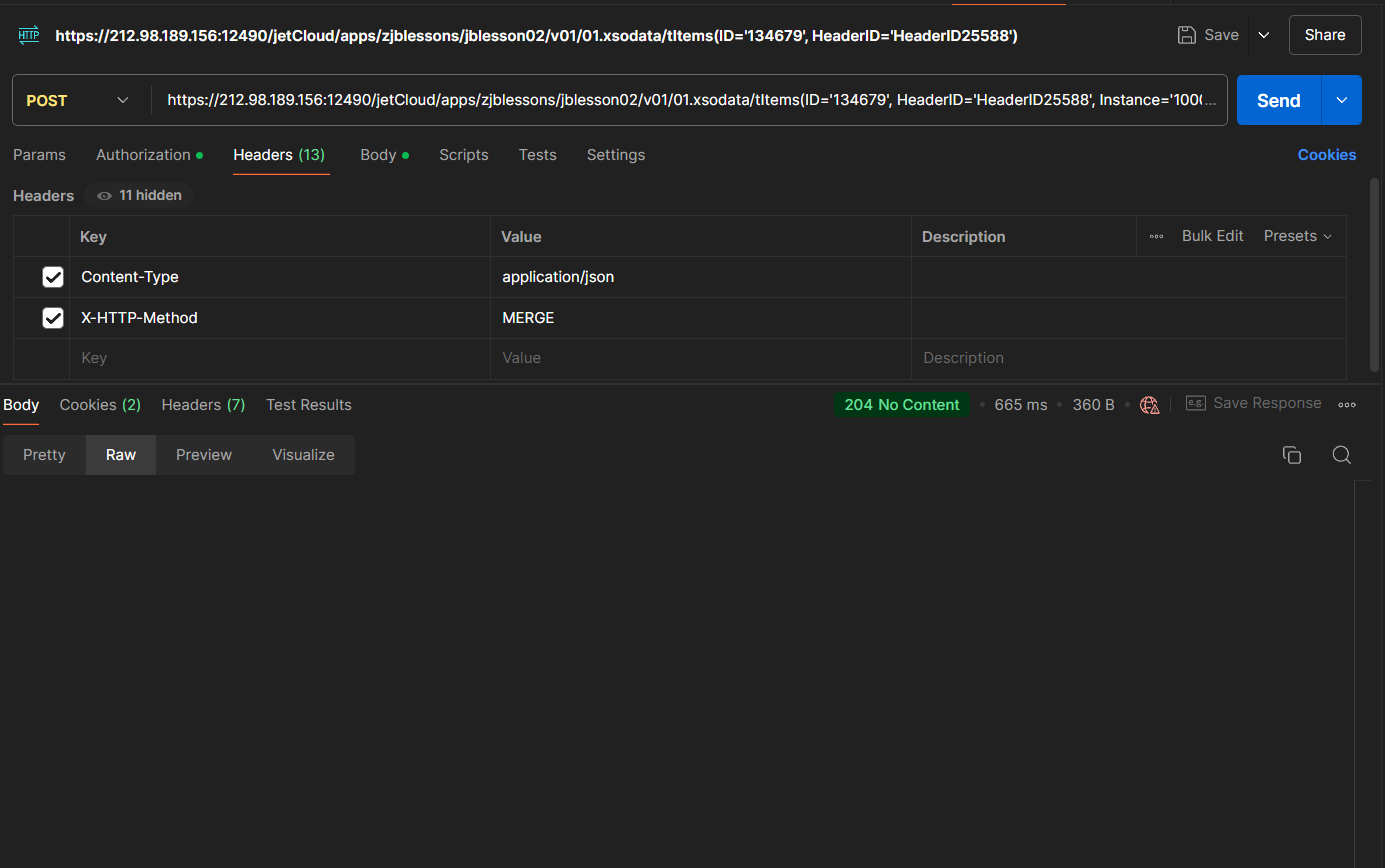 HTTP https://212.98.189.156:12490/jetCloud/apps/zjblessons/jblesson02/v01/01.xsodata/tItems(ID='134679', HeaderID='HeaderID25588') Save Share
POST https://212.98.189.156:12490/jetCloud/apps/zjblessons/jblesson02/v01/01.xsodata/tItems(ID='134679', HeaderID='HeaderID25588', Instance='100(... Send
Params Authorization Headers (13) Body Scripts Tests Settings Cookies
Headers 11 hidden
Key Value Description Bulk Edit Presets
Content-Type application/json
X-HTTP-Method MERGE
Key Value Description
Body Cookies (2) Headers (7) Test Results 204 No Content • 665 ms • 360 B • e.g. Save Response
Pretty Raw Preview Visualize